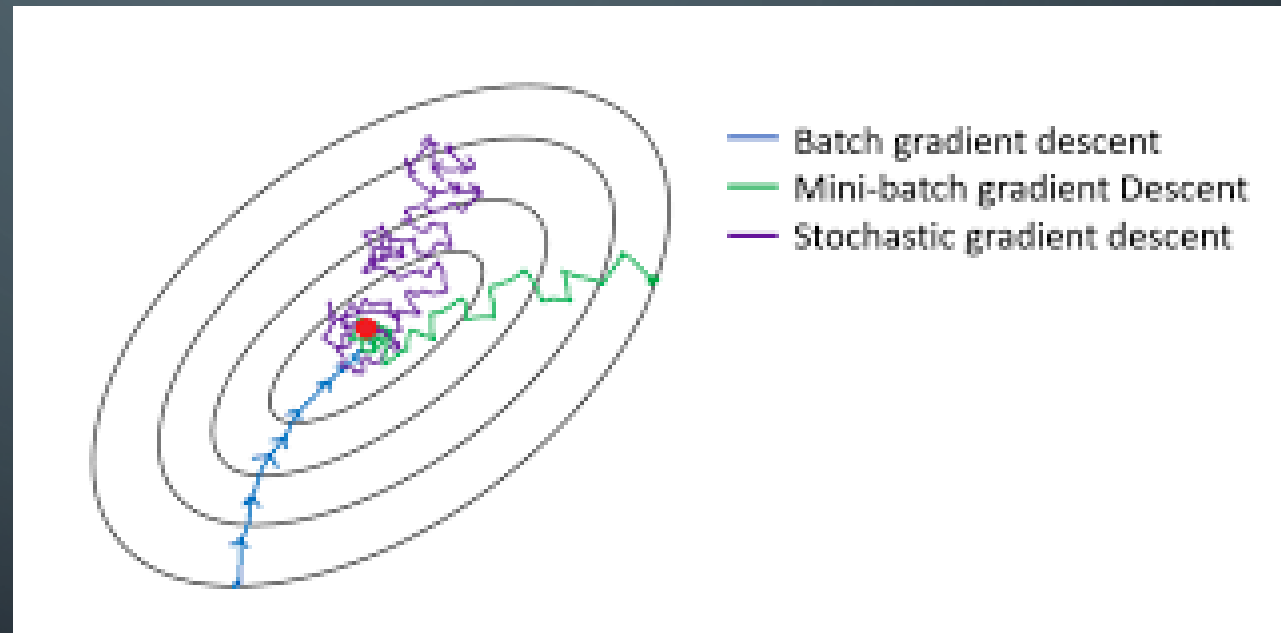 Batch gradient descent
Mini-batch gradient Descent
Stochastic gradient descent